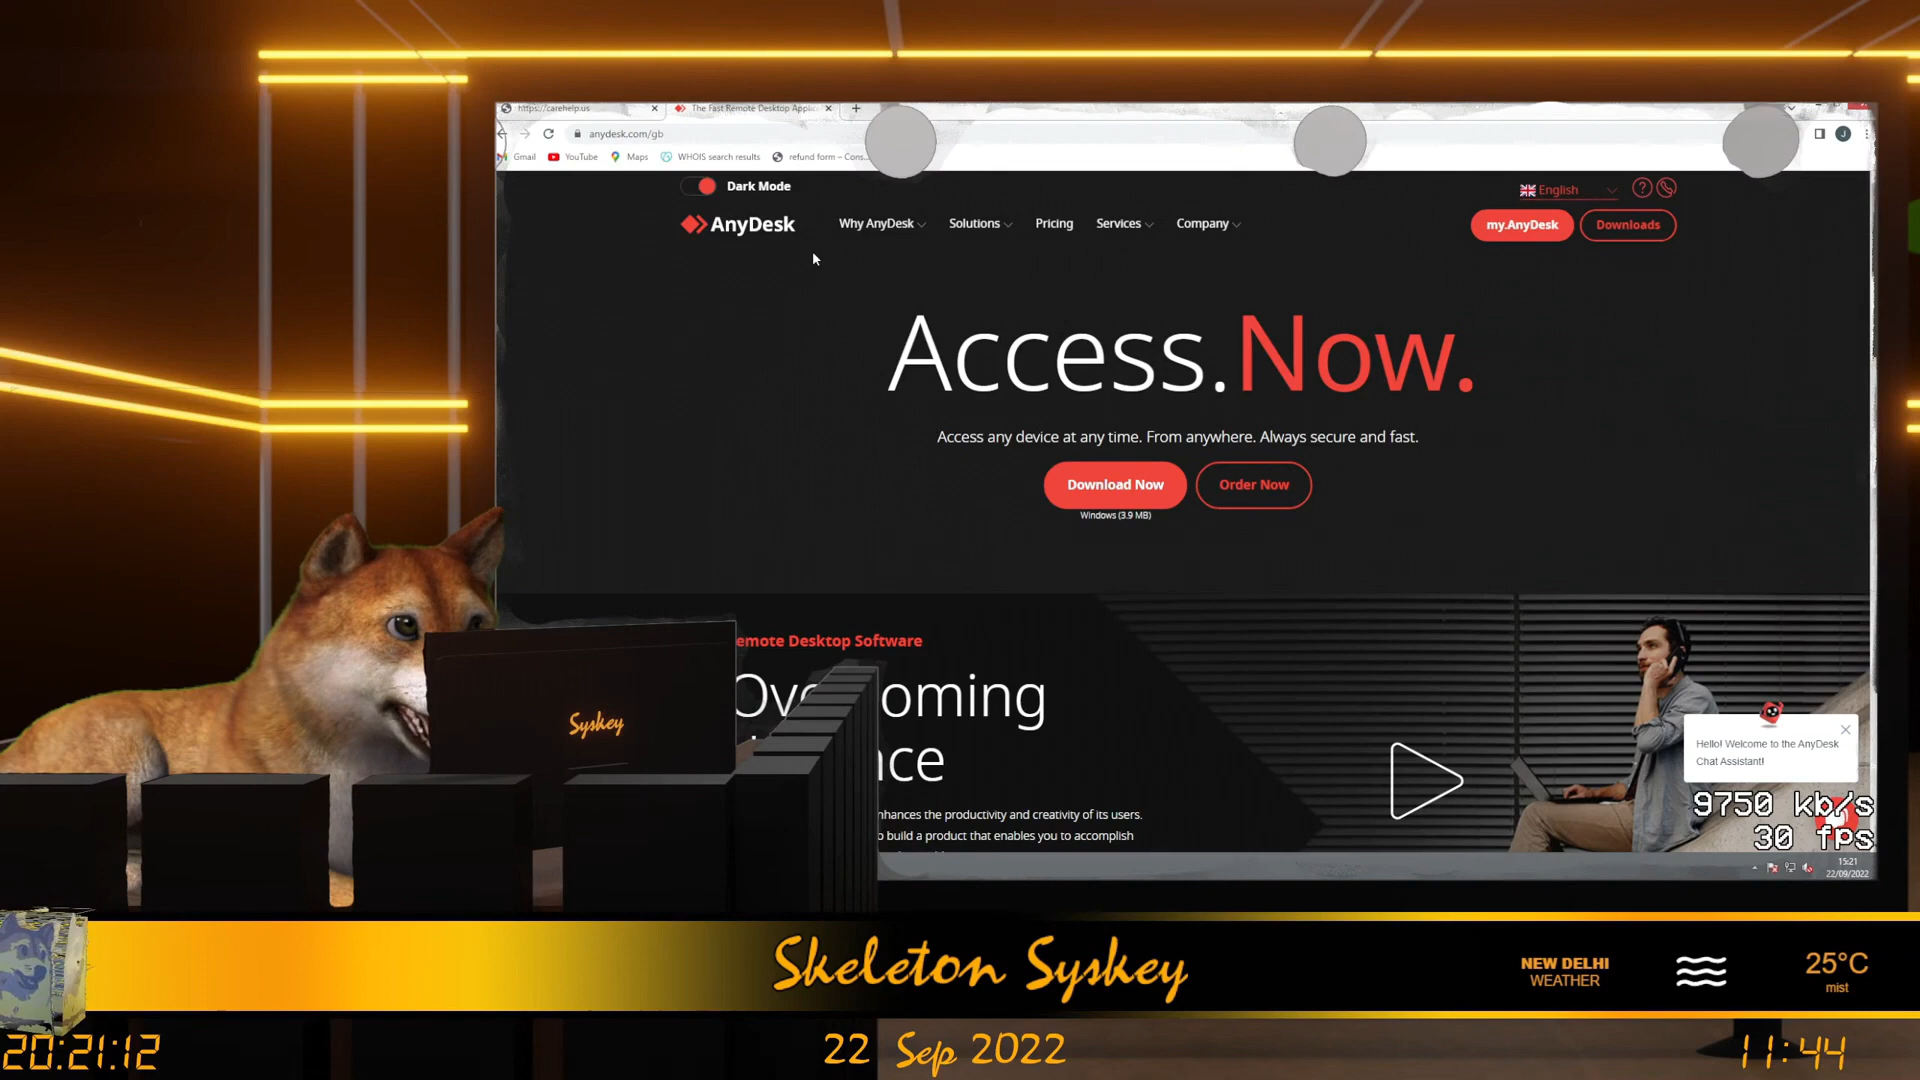 https://carehelp.us
The Fast Remote Desktop Applic
anydesk.com/gb
J
Gmail
YouTube
Maps
WHOIS search results
refund form – Cons...
Dark Mode
English
?
AnyDesk
Why AnyDesk
Solutions
Pricing
Services
Company
my.AnyDesk
Downloads
Access.Now.
Access any device at any time. From anywhere. Always secure and fast.
Download Now
Order Now
Windows (3.9 MB)
emote Desktop Software
Ov oming
nce
nhances the productivity and creativity of its users.
o build a product that enables you to accomplish
Hello! Welcome to the AnyDesk
Chat Assistant!
9750 kb/s
30 fps
15:21
22/09/2022
Syskey
Skeleton Syskey
NEW DELHI
WEATHER
25°C
mist
20:21:12
22 Sep 2022
11:44